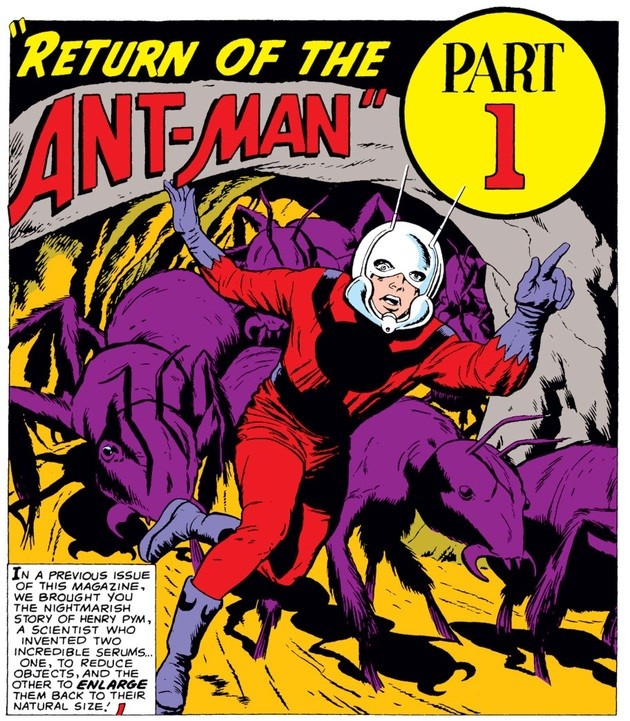 "RETURN OF THE
ANT-MAN"
PART
1
IN A PREVIOUS ISSUE
OF THIS MAGAZINE,
WE BROUGHT YOU
THE NIGHTMARISH
STORY OF HENRY PYM,
A SCIENTIST WHO
INVENTED TWO
INCREDIBLE SERUMS...
ONE, TO REDUCE
OBJECTS, AND THE
OTHER TO ENLARGE
THEM BACK TO THEIR
NATURAL SIZE!